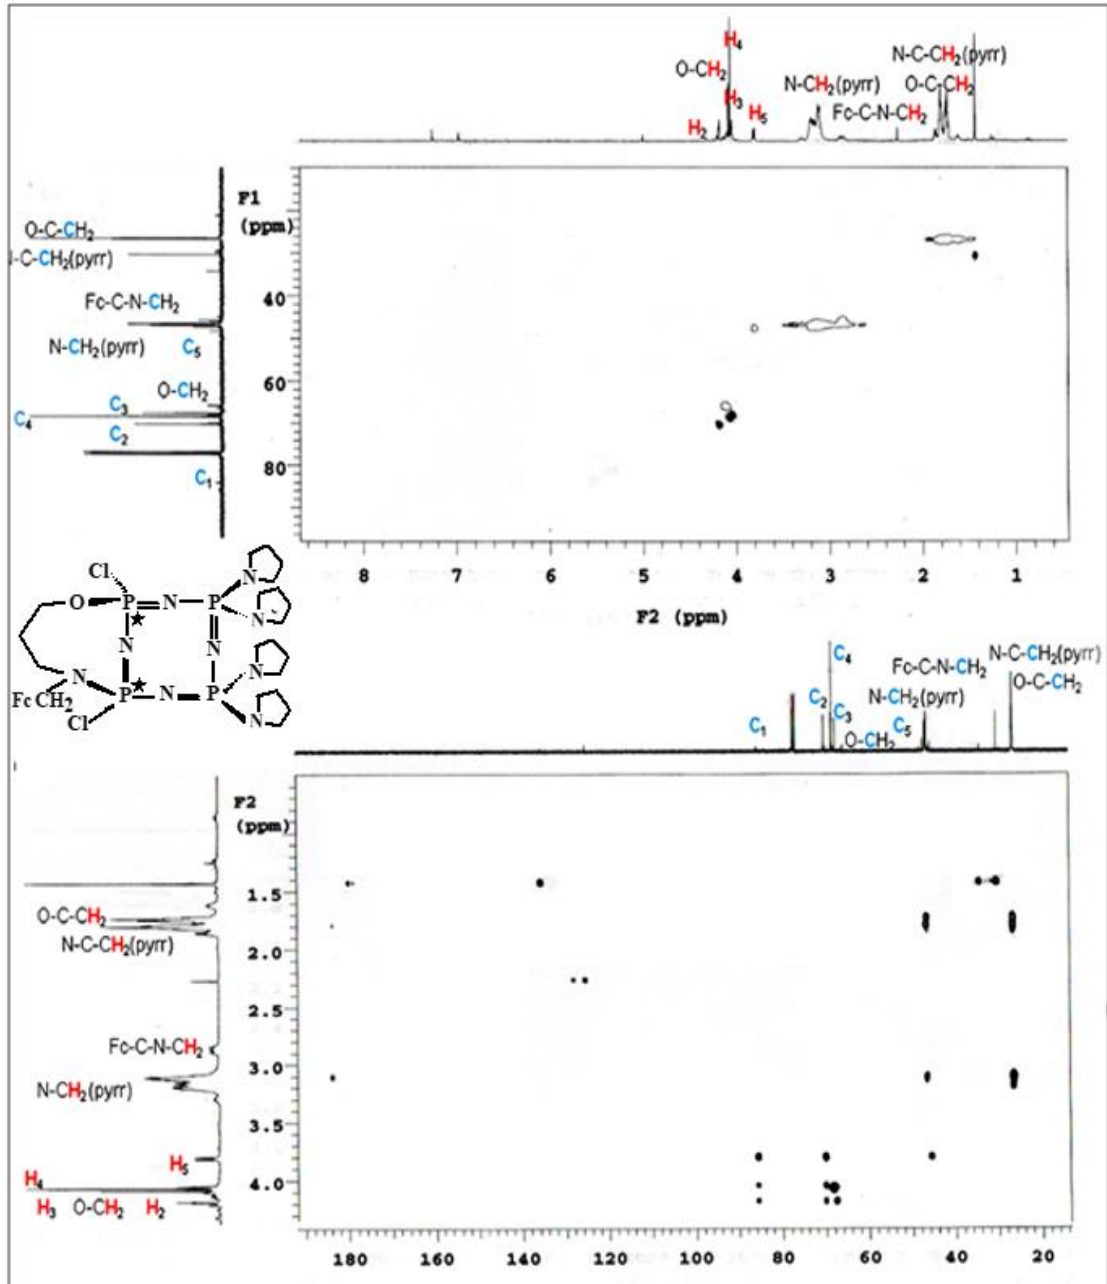 H₄
N-C-CH₂(pyrr)
O-CH₂
N-CH₂(pyrr)
O-C-CH₂
H₃
H₅
Fc-C-N-CH₂
H₂
F1
(ppm)
O-C-CH₂
N-C-CH₂(pyrr)
Fc-C-N-CH₂
40
N-CH₂(pyrr)
C₅
O-CH₂
60
C₃
C₄
C₂
80
C₁
8 7 6 5 4 3 2 1
F2 (ppm)
Cl
O P N P N
N N N
N P N P N
FcCH₂
Cl N
C₄
N-C-CH₂(pyrr)
Fc-C-N-CH₂
O-C-CH₂
C₂
N-CH₂(pyrr)
C₁
C₃
C₅
O-CH₂
F2
(ppm)
1.5
O-C-CH₂
N-C-CH₂(pyrr)
2.0
2.5
Fc-C-N-CH₂
3.0
N-CH₂(pyrr)
3.5
H₅
H₄
4.0
H₃ O-CH₂ H₂
180 160 140 120 100 80 60 40 20